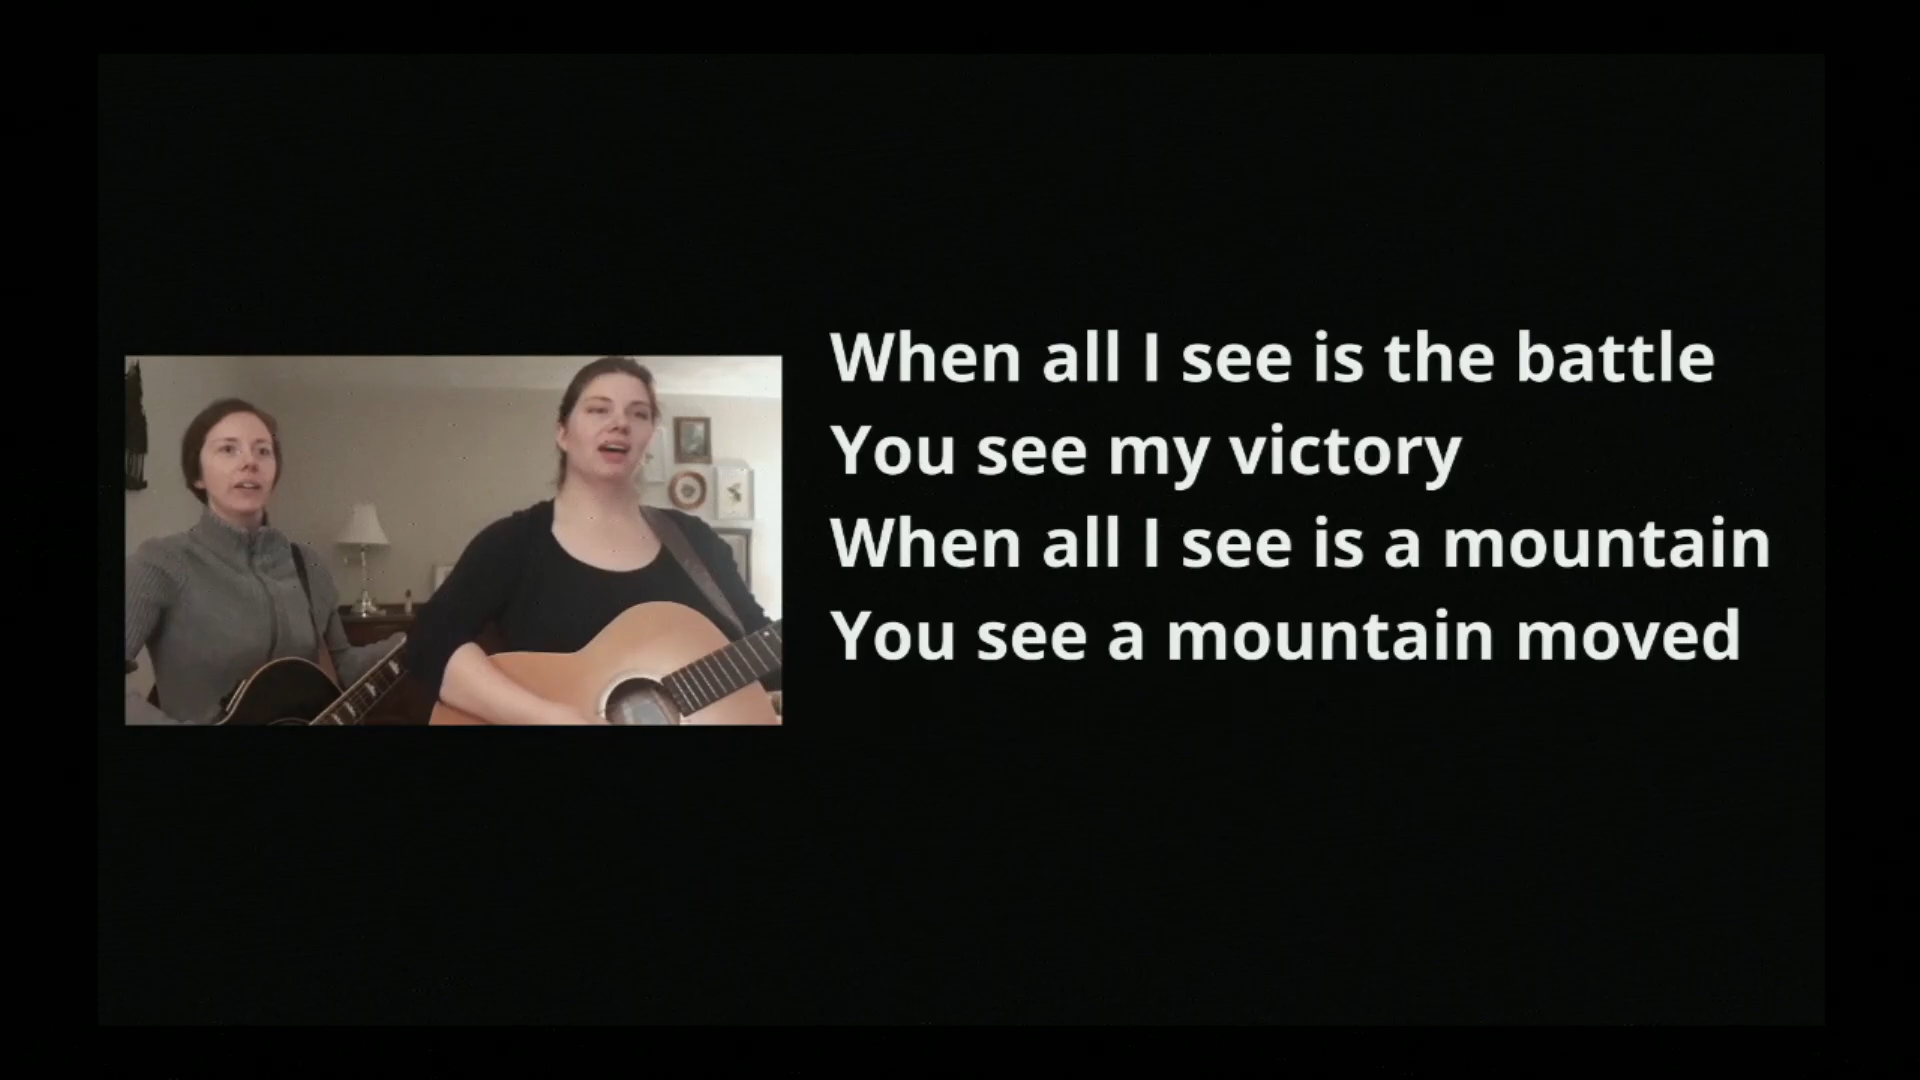 When all I see is the battle
You see my victory
When all I see is a mountain
You see a mountain moved